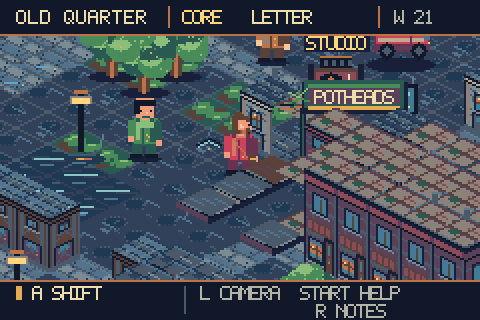 OLD QUARTER CORE LETTER W 21
STUDIO
POTHEADS
A SHIFT L CAMERA START HELP
R NOTES